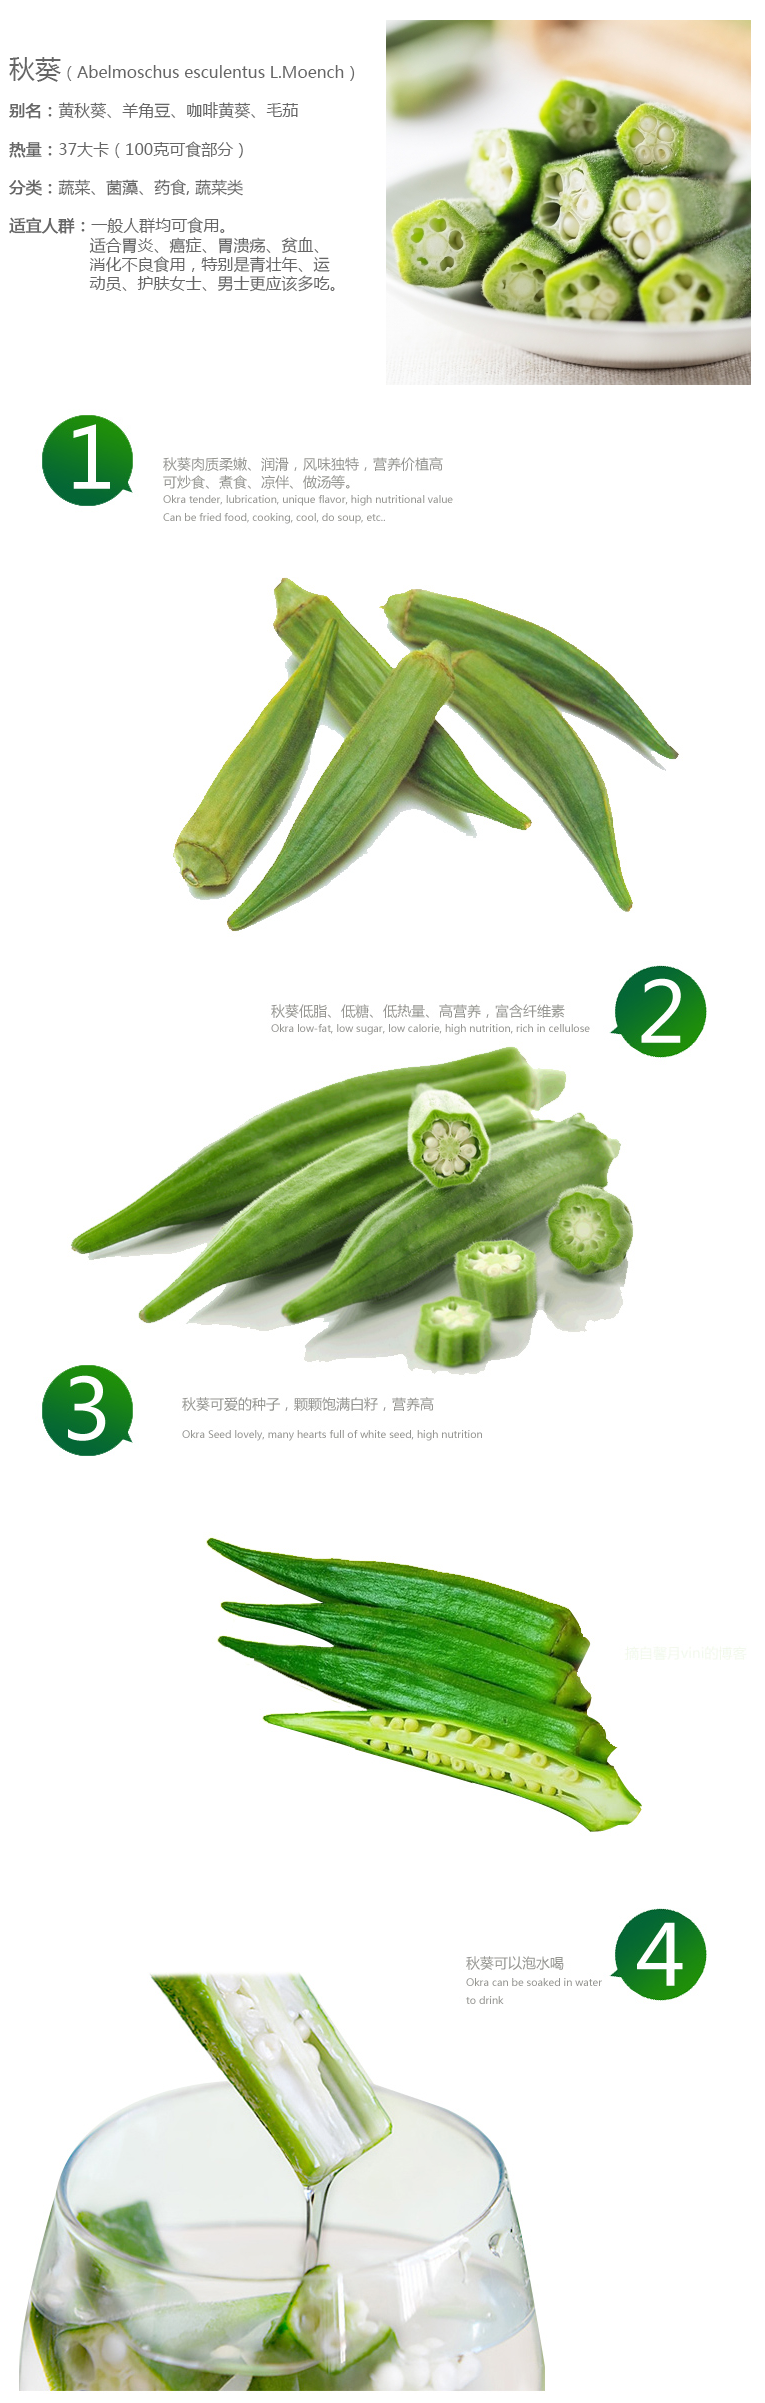 秋葵（Abelmoschus esculentus L.Moench）
别名：黄秋葵、羊角豆、咖啡黄葵、毛茄
热量：37大卡（100克可食部分）
分类：蔬菜、菌藻、药食, 蔬菜类
适宜人群：一般人群均可食用。
适合胃炎、癌症、胃溃疡、贫血、
消化不良食用，特别是青壮年、运
动员、护肤女士、男士更应该多吃。
1
秋葵肉质柔嫩、润滑，风味独特，营养价植高
可炒食、煮食、凉伴、做汤等。
Okra tender, lubrication, unique flavor, high nutritional value
Can be fried food, cooking, cool, do soup, etc..
2
秋葵低脂、低糖、低热量、高营养，富含纤维素
Okra low-fat, low sugar, low calorie, high nutrition, rich in cellulose
3
秋葵可爱的种子，颗颗饱满白籽，营养高
Okra Seed lovely, many hearts full of white seed, high nutrition
4
秋葵可以泡水喝
Okra can be soaked in water
to drink